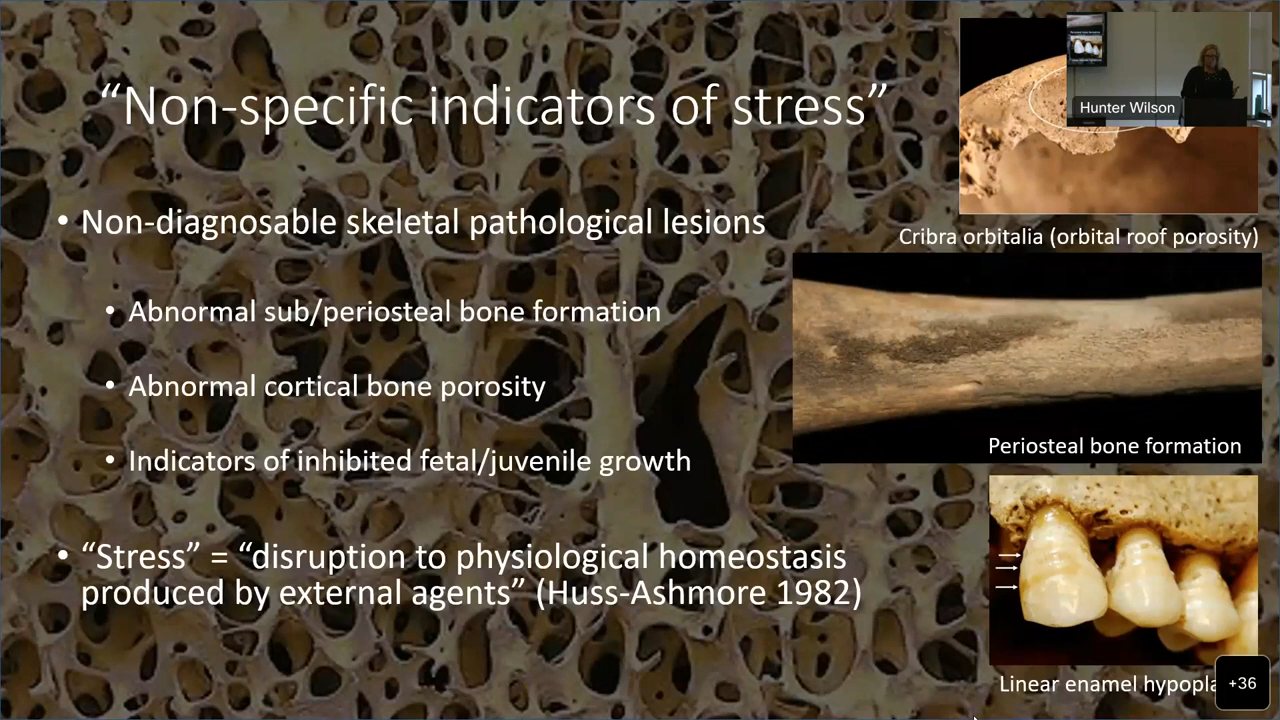 “Non-specific indicators of stress”
Hunter Wilson
Cribra orbitalia (orbital roof porosity)
• Non-diagnosable skeletal pathological lesions
• Abnormal sub/periosteal bone formation
• Abnormal cortical bone porosity
Periosteal bone formation
• Indicators of inhibited fetal/juvenile growth
• “Stress” = “disruption to physiological homeostasis
produced by external agents” (Huss-Ashmore 1982)
Linear enamel
+36